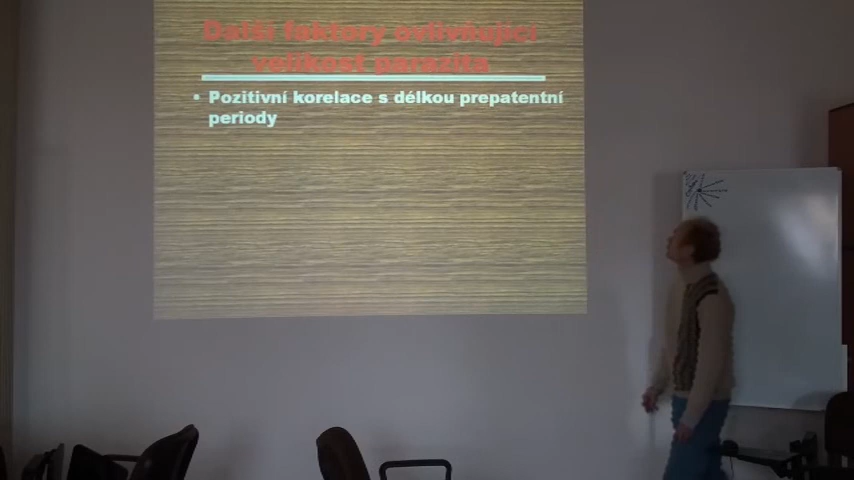 Další faktory ovlivňující
velikost parazita
• Pozitivní korelace s délkou prepatentní
periody